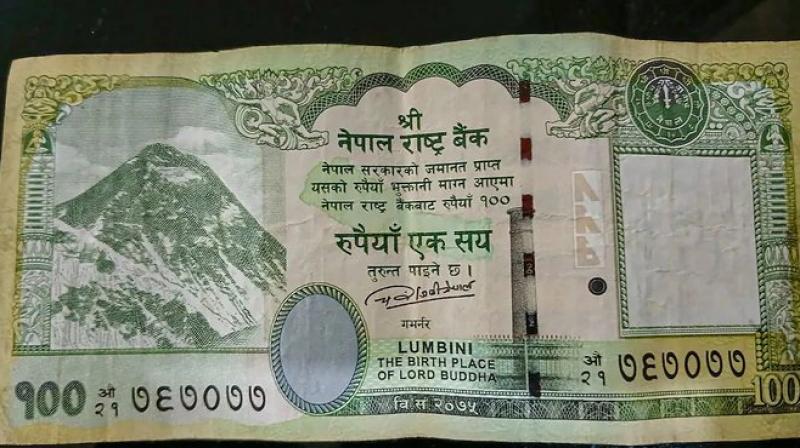 श्री
नेपाल राष्ट्र बैंक
नेपाल सरकारको जमानत प्राप्त
यसको रुपैयाँ भुक्तानी माग्न आएमा
नेपाल राष्ट्र बैंकबाट रुपैयाँ १००
रुपैयाँ एक सय
तुरुन्त पाइने छ।
गभर्नर
LUMBINI
THE BIRTH PLACE
OF LORD BUDDHA
वि सं २०७५
१०० औ २१ ७६७०७७
औ २१ ७६७०७७
100